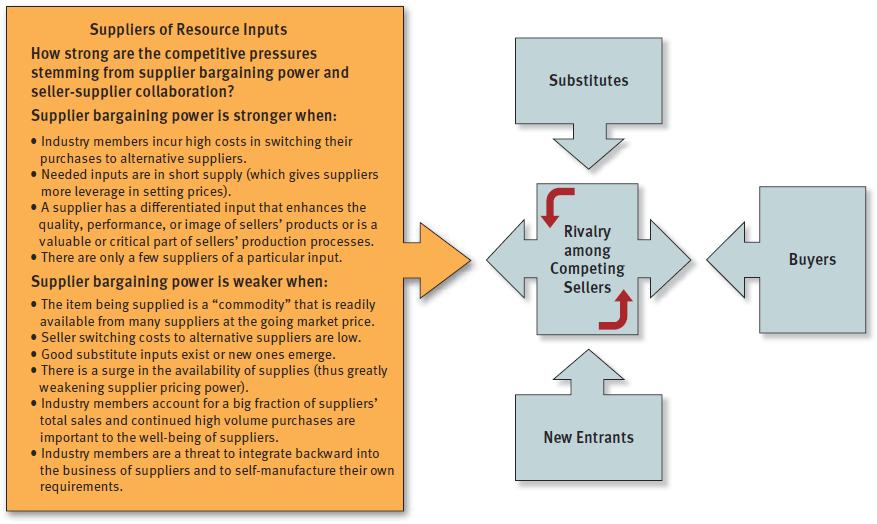 Suppliers of Resource Inputs
How strong are the competitive pressures
stemming from supplier bargaining power and
seller-supplier collaboration?
Supplier bargaining power is stronger when:
• Industry members incur high costs in switching their
purchases to alternative suppliers.
• Needed inputs are in short supply (which gives suppliers
more leverage in setting prices).
• A supplier has a differentiated input that enhances the
quality, performance, or image of sellers’ products or is a
valuable or critical part of sellers’ production processes.
• There are only a few suppliers of a particular input.
Supplier bargaining power is weaker when:
• The item being supplied is a “commodity” that is readily
available from many suppliers at the going market price.
• Seller switching costs to alternative suppliers are low.
• Good substitute inputs exist or new ones emerge.
• There is a surge in the availability of supplies (thus greatly
weakening supplier pricing power).
• Industry members account for a big fraction of suppliers’
total sales and continued high volume purchases are
important to the well-being of suppliers.
• Industry members are a threat to integrate backward into
the business of suppliers and to self-manufacture their own
requirements.
Substitutes
Rivalry
among
Competing
Sellers
Buyers
New Entrants